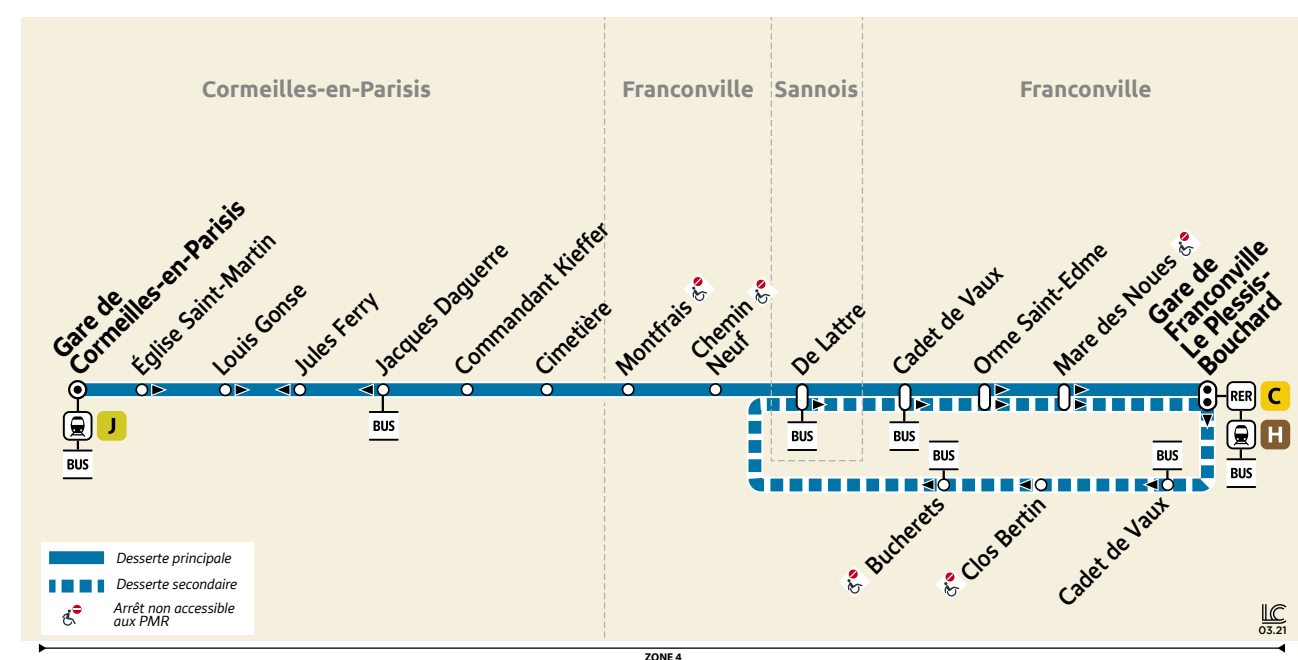 Cormeilles-en-Parisis
Franconville
Sannois
Franconville
Gare de
Cormeilles-en-Parisis
Église Saint-Martin
Louis Gonse
Jules Ferry
Jacques Daguerre
Commandant Kieffer
Cimetière
Montfrais
Chemin
Neuf
De Lattre
Cadet de Vaux
Orme Saint-Edme
Mare des Noues
Gare de
Franconville
Le Plessis-
Bouchard
J
BUS
BUS
BUS
BUS
RER C
H
BUS
BUS
BUS
Bucherets
Clos Bertin
Cadet de Vaux
Desserte principale
Desserte secondaire
Arrêt non accessible
aux PMR
LC
03.21
ZONE 4